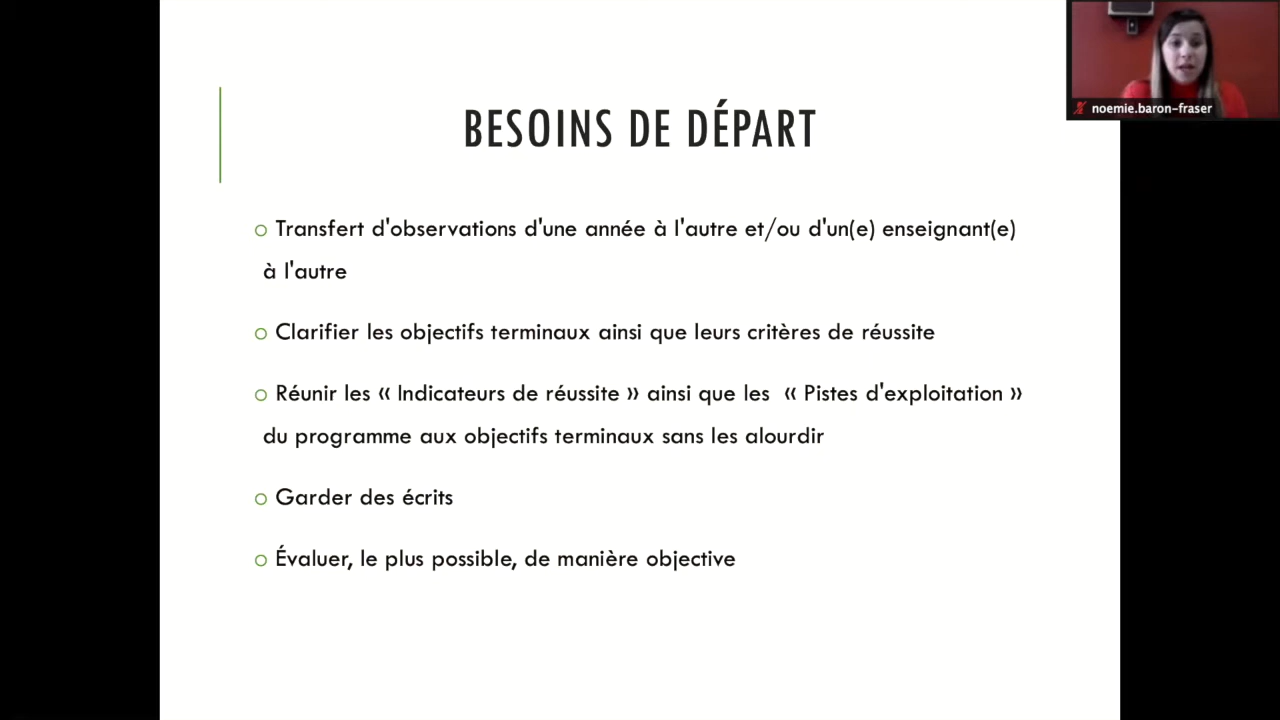 BESOINS DE DÉPART
noemie.baron-fraser
Transfert d'observations d'une année à l'autre et/ou d'un(e) enseignant(e)
à l'autre
Clarifier les objectifs terminaux ainsi que leurs critères de réussite
Réunir les « Indicateurs de réussite » ainsi que les « Pistes d'exploitation »
du programme aux objectifs terminaux sans les alourdir
Garder des écrits
Évaluer, le plus possible, de manière objective